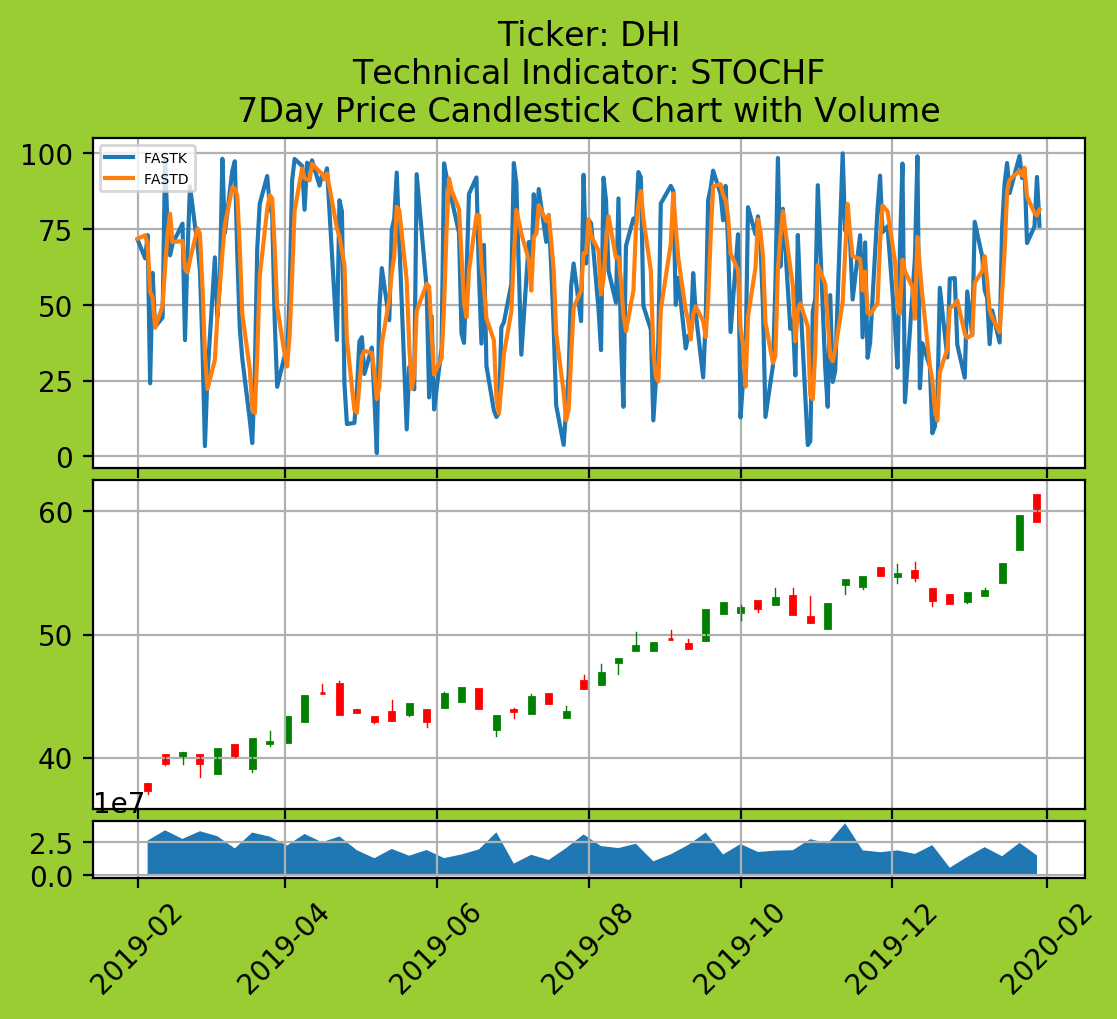 Ticker: DHI
Technical Indicator: STOCHF
7Day Price Candlestick Chart with Volume
100
75
50
25
0
FASTK
FASTD
60
50
40
1e7
2.5
0.0
2019-02
2019-04
2019-06
2019-08
2019-10
2019-12
2020-02